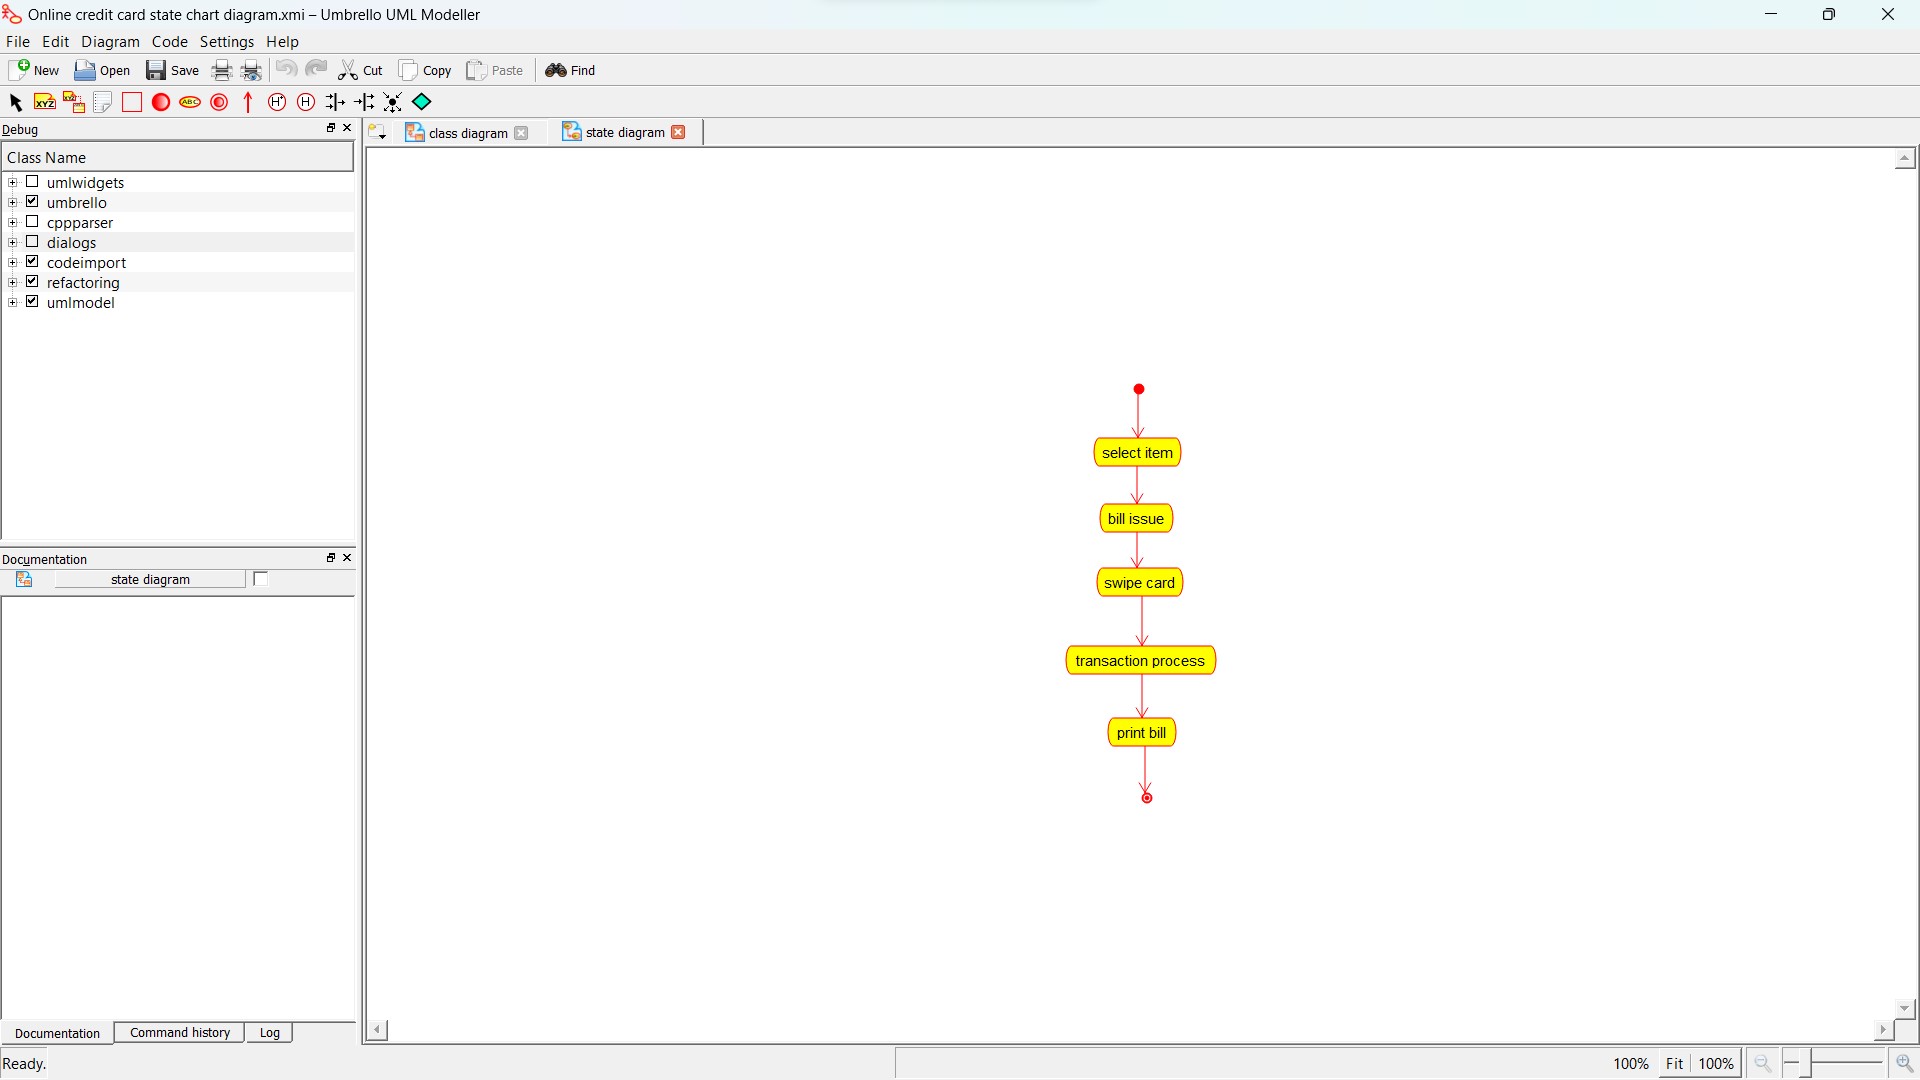 Online credit card state chart diagram.xmi – Umbrello UML Modeller
File Edit Diagram Code Settings Help
New Open Save Cut Copy Paste Find
XYZ XYZ ABC H* H
Debug
class diagram state diagram
Class Name
umlwidgets
umbrello
cppparser
dialogs
codeimport
refactoring
umlmodel
select item
bill issue
swipe card
transaction process
print bill
Documentation
state diagram
Documentation Command history Log
Ready. 100% Fit 100%